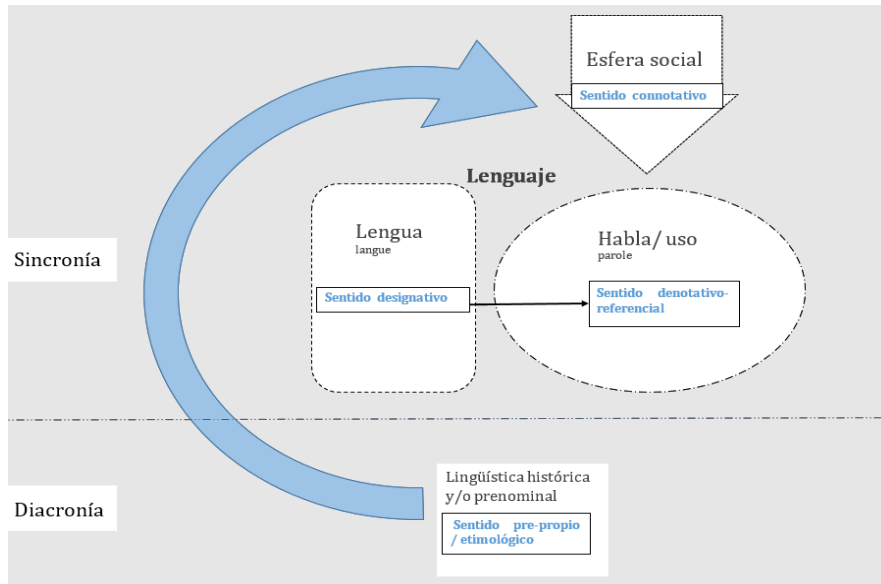 Esfera social
Sentido connotativo
Lenguaje
Lengua
langue
Habla/ uso
parole
Sincronía
Sentido designativo
Sentido denotativo-
referencial
Lingüística histórica
y/o prenominal
Diacronía
Sentido pre-propio
/ etimológico